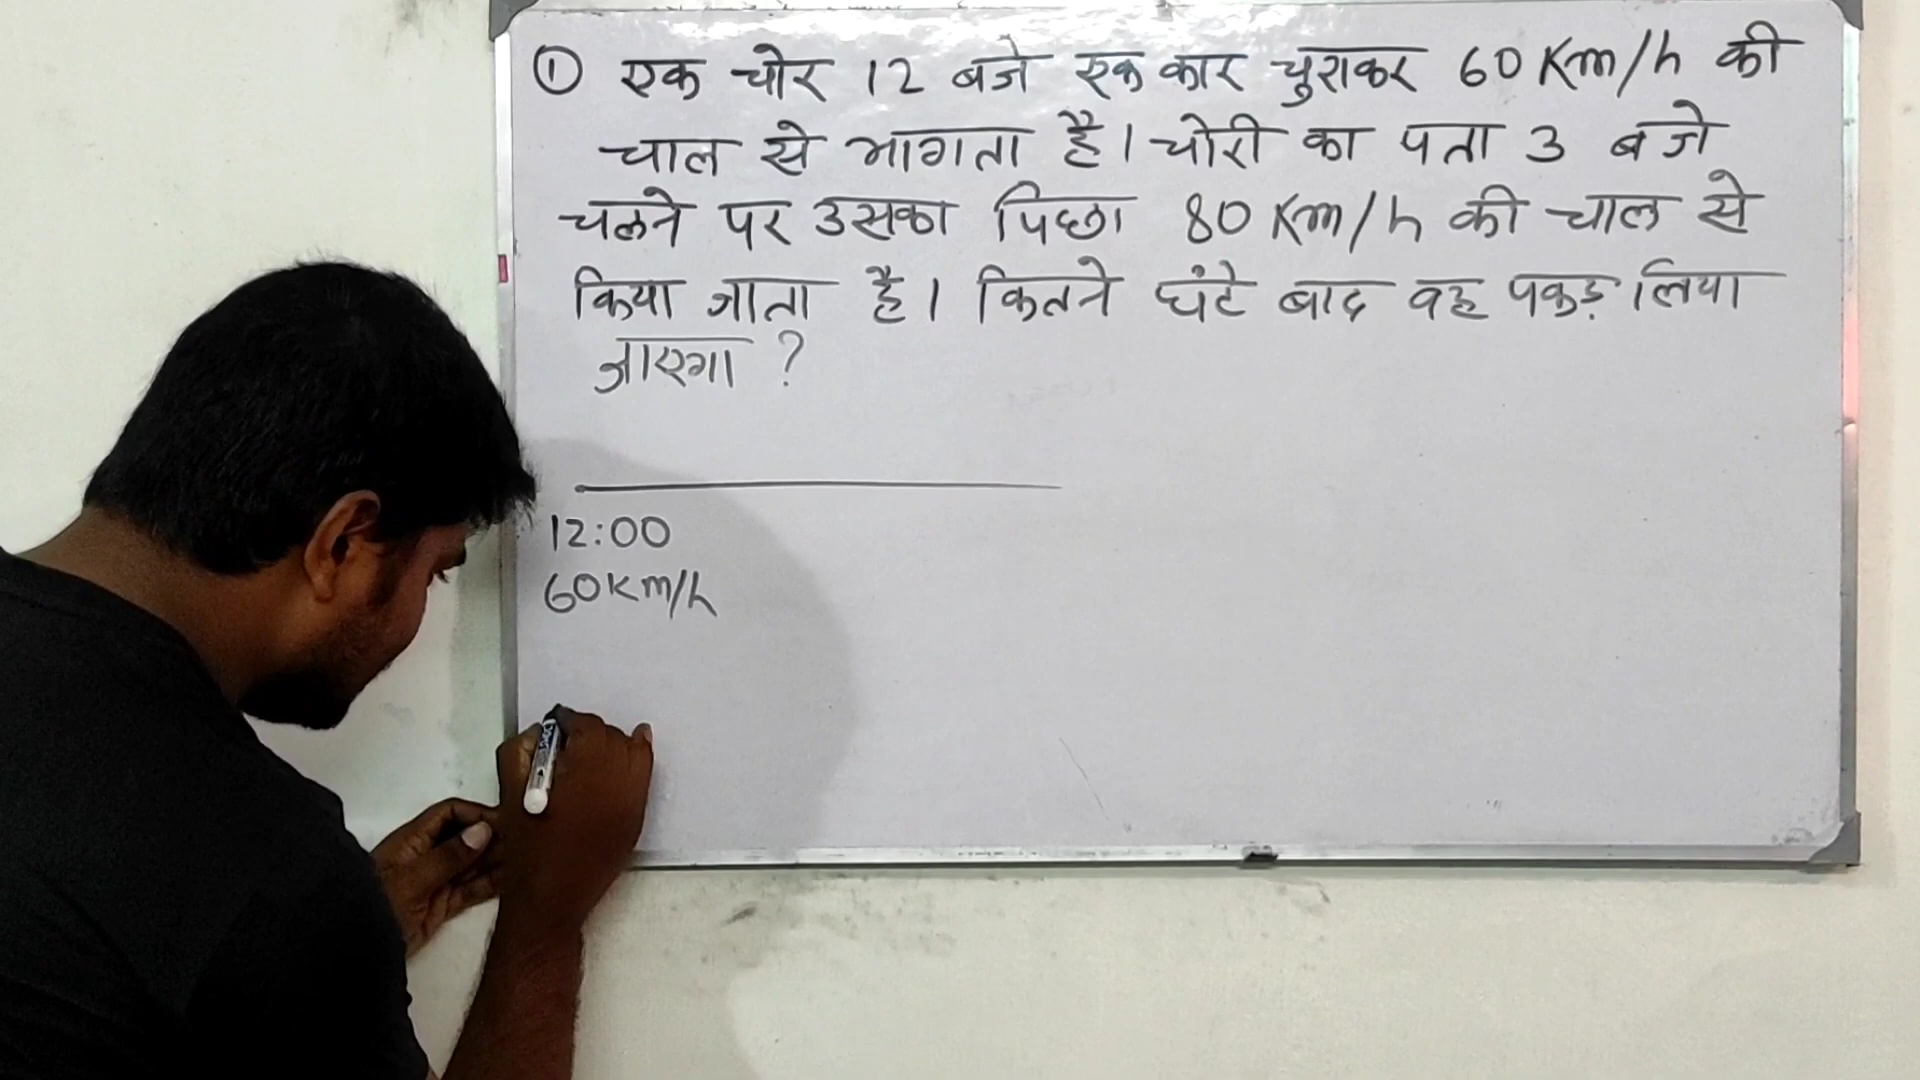 ① एक चोर 12 बजे एक कार चुराकर 60 Km/h की
चाल से भागता है। चोरी का पता 3 बजे
चलने पर उसका पिछा 80 Km/h की चाल से
किया जाता है। कितने घंटे बाद वह पकड़ लिया
जाएगा ?
12:00
60 km/h